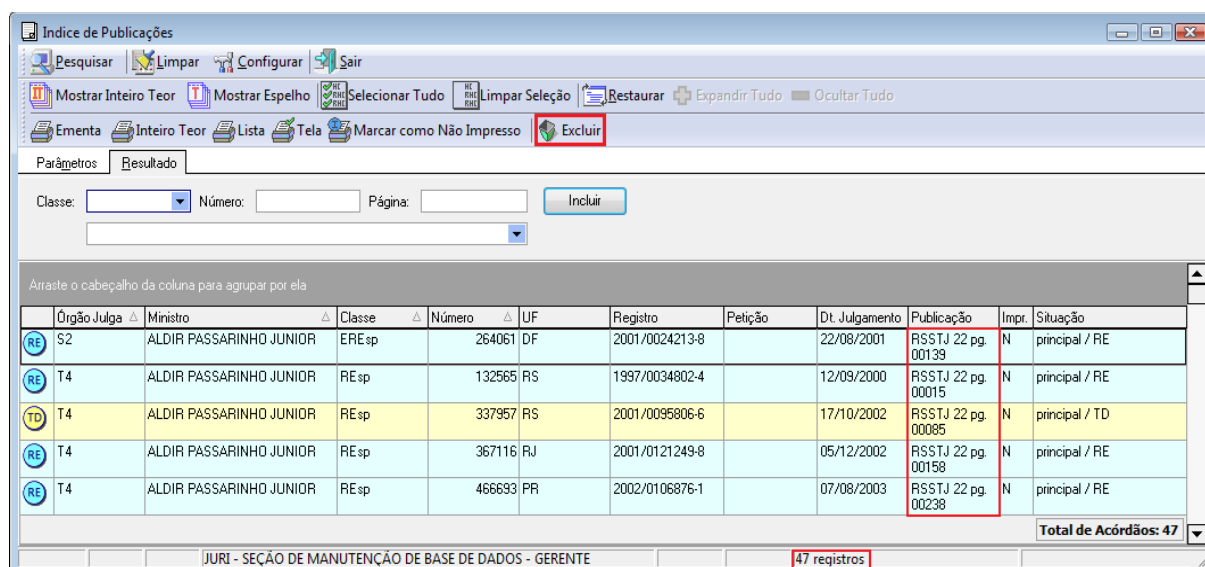 Indice de Publicações
Pesquisar Limpar Configurar Sair
Mostrar Inteiro Teor Mostrar Espelho Selecionar Tudo Limpar Seleção Restaurar Expandir Tudo Ocultar Tudo
Ementa Inteiro Teor Lista Tela Marcar como Não Impresso Excluir
Parâmetros Resultado
Classe: Número: Página: Incluir
Arraste o cabeçalho da coluna para agrupar por ela
Órgão Julga Ministro Classe Número UF Registro Petição Dt. Julgamento Publicação Impr. Situação
RE S2 ALDIR PASSARINHO JUNIOR EREsp 264061 DF 2001/0024213-8 22/08/2001 RSSTJ 22 pg. N principal / RE
00139
RE T4 ALDIR PASSARINHO JUNIOR REsp 132565 RS 1997/0034802-4 12/09/2000 RSSTJ 22 pg. N principal / RE
00015
TD T4 ALDIR PASSARINHO JUNIOR REsp 337957 RS 2001/0095806-6 17/10/2002 RSSTJ 22 pg. N principal / TD
00085
RE T4 ALDIR PASSARINHO JUNIOR REsp 367116 RJ 2001/0121249-8 05/12/2002 RSSTJ 22 pg. N principal / RE
00158
RE T4 ALDIR PASSARINHO JUNIOR REsp 466693 PR 2002/0106876-1 07/08/2003 RSSTJ 22 pg. N principal / RE
00238
Total de Acórdãos: 47
JURI - SEÇÃO DE MANUTENÇÃO DE BASE DE DADOS - GERENTE 47 registros